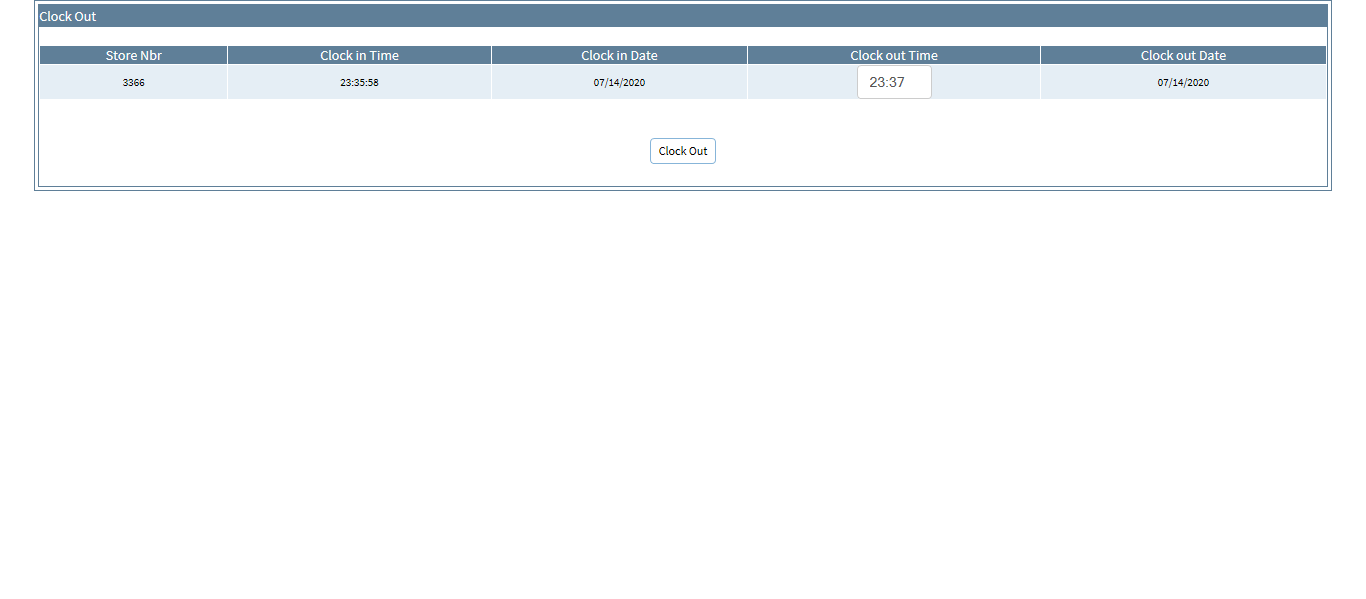 Clock Out
Store Nbr Clock in Time Clock in Date Clock out Time Clock out Date
3366 23:35:58 07/14/2020 23:37 07/14/2020
Clock Out